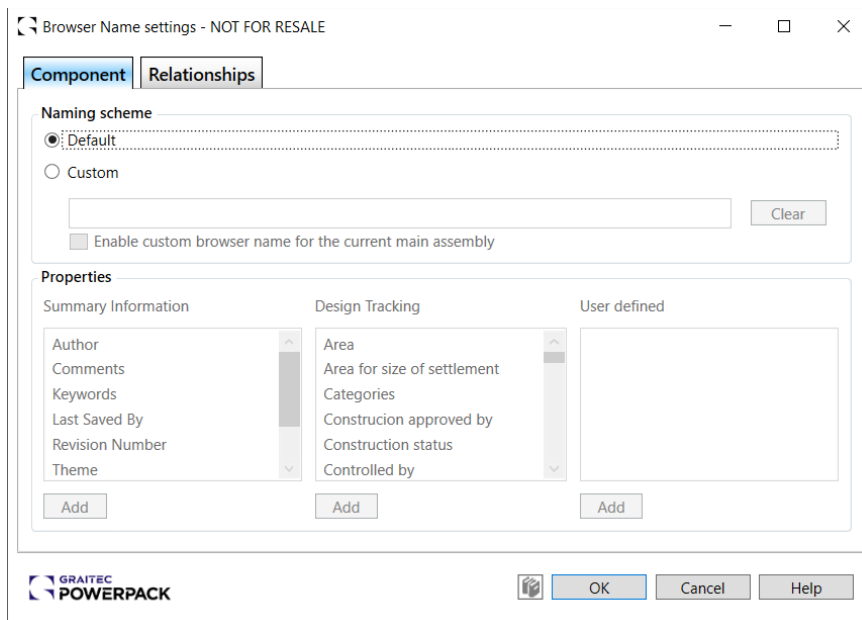 Browser Name settings - NOT FOR RESALE
Component Relationships
Naming scheme
Default
Custom
Clear
Enable custom browser name for the current main assembly
Properties
Summary Information Design Tracking User defined
Author Area
Comments Area for size of settlement
Keywords Categories
Last Saved By Construcion approved by
Revision Number Construction status
Theme Controlled by
Add Add Add
GRAITEC
POWERPACK
OK Cancel Help